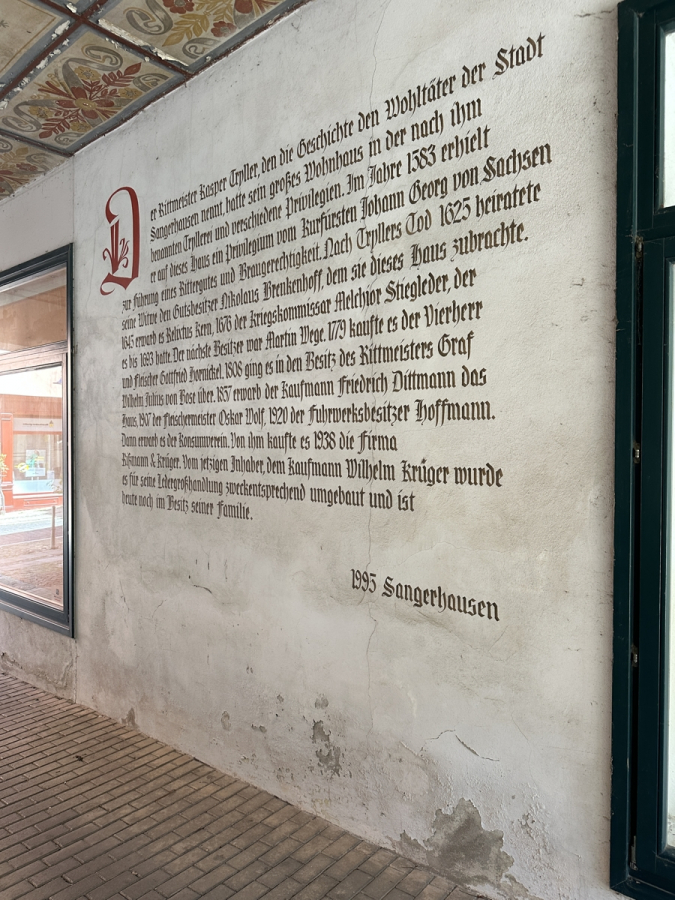 Der Rittmeister Kasper Tryller, den die Geschichte den Wohltäter der Stadt
Sangerhausen nennt, hatte sein großes Wohnhaus in der nach ihm
benannten Tryllerei und verschiedene Privilegien. Im Jahre 1583 erhielt
er auf dieses Haus ein Privilegium vom Kurfürsten Johann Georg von Sachsen
zur Führung eines Rittergutes und Braugerechtigkeit. Nach Tryllers Tod 1625 heiratete
seine Witwe den Gutsbesitzer Nikolaus Brenkenhoff, dem sie dieses Haus zubrachte.
1645 erwarb es Relictus Kern, 1676 der Kriegskommissar Melchior Stiegleder, der
es bis 1693 hatte. Der nächste Besitzer war Martin Wege. 1779 kaufte es der Vierherr
und Fleischer Gottfried Hornickel. 1808 ging es in den Besitz des Rittmeisters Graf
Wilhelm Julius von Bose über. 1837 erwarb der Kaufmann Friedrich Dittmann das
Haus, 1907 der Fleischermeister Oskar Wolf, 1920 der Fuhrwerksbesitzer Hoffmann.
Dann erwarb es der Konsumverein. Von ihm kaufte es 1938 die Firma
Rißmann & Krüger. Vom jetzigen Inhaber, dem Kaufmann Wilhelm Krüger wurde
es für seine Ledergroßhandlung zweckentsprechend umgebaut und ist
heute noch im Besitz seiner Familie.
1995 Sangerhausen